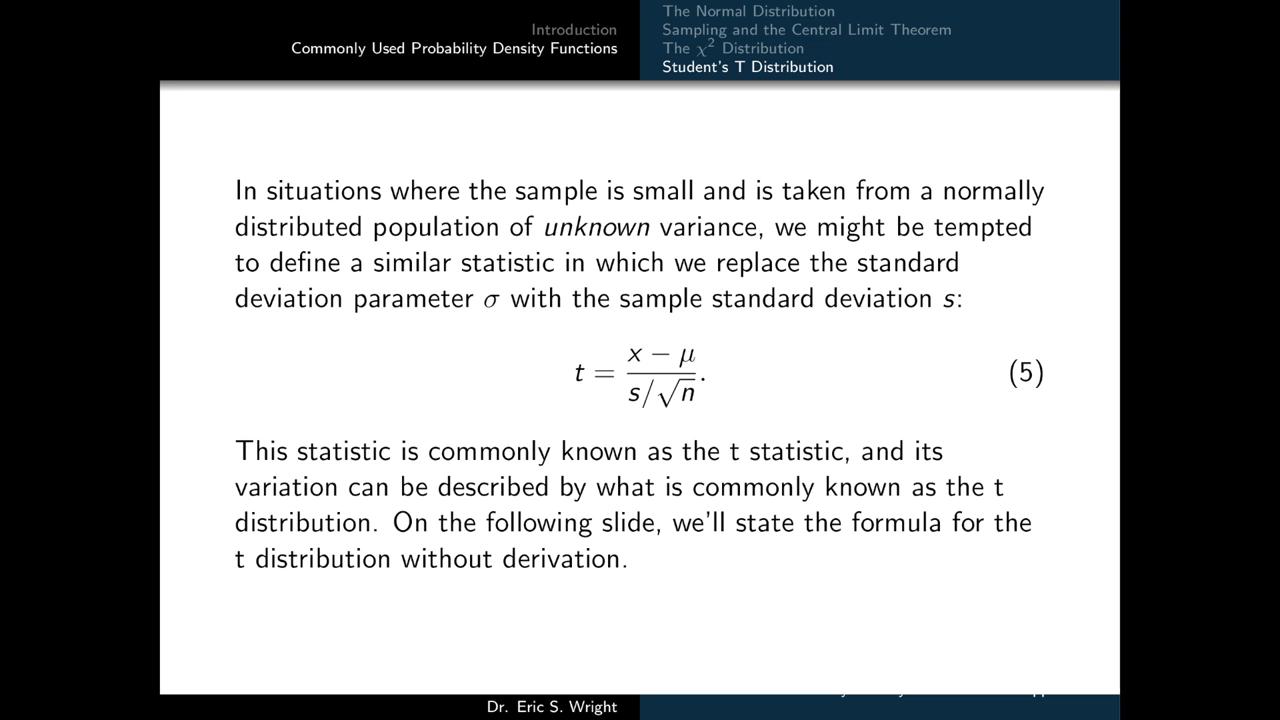 Introduction
Commonly Used Probability Density Functions
The Normal Distribution
Sampling and the Central Limit Theorem
The χ² Distribution
Student's T Distribution
In situations where the sample is small and is taken from a normally
distributed population of unknown variance, we might be tempted
to define a similar statistic in which we replace the standard
deviation parameter σ with the sample standard deviation s:
t = (x − μ) / (s/√n). (5)
This statistic is commonly known as the t statistic, and its
variation can be described by what is commonly known as the t
distribution. On the following slide, we'll state the formula for the
t distribution without derivation.
Dr. Eric S. Wright